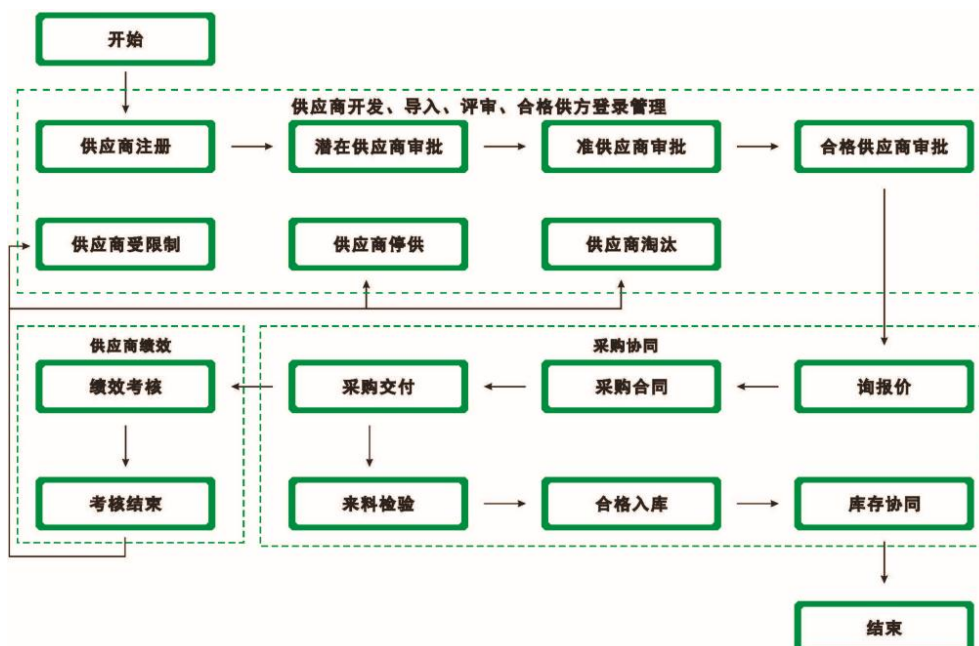 开始
供应商开发、导入、评审、合格供方登录管理
供应商注册
潜在供应商审批
准供应商审批
合格供应商审批
供应商受限制
供应商停供
供应商淘汰
供应商绩效
采购协同
绩效考核
采购交付
采购合同
询报价
考核结束
来料检验
合格入库
库存协同
结束